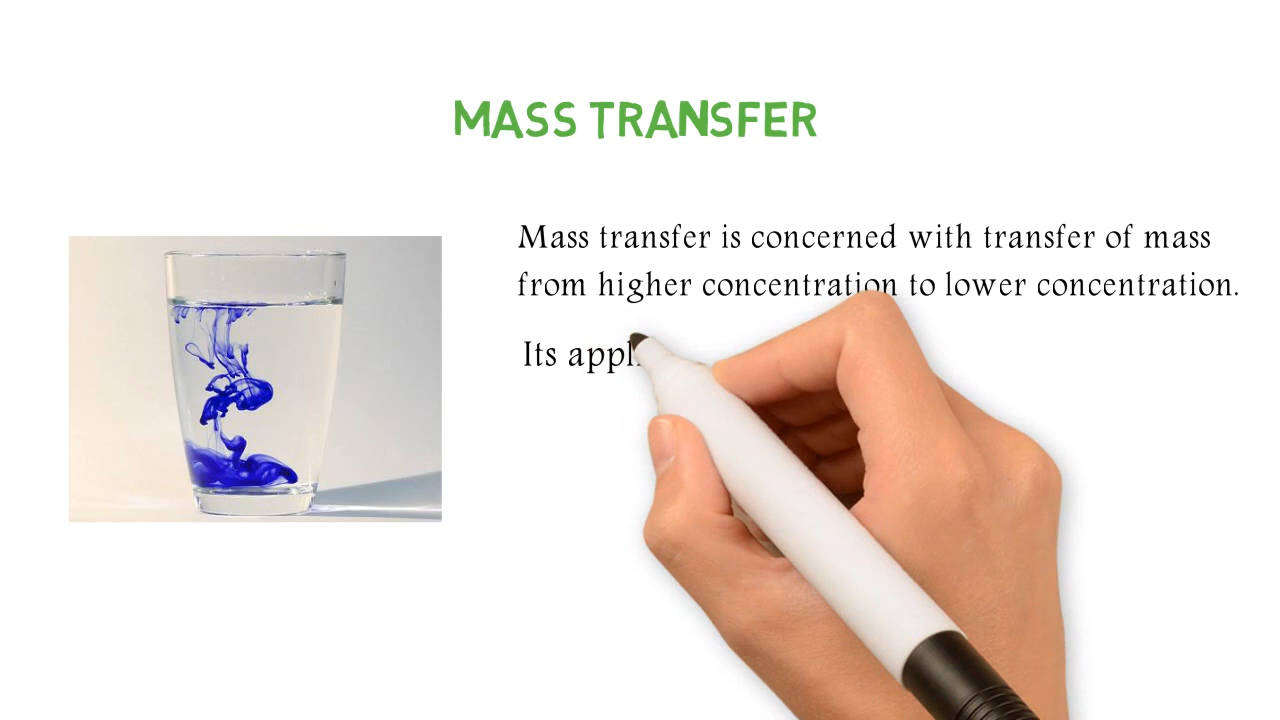 MASS TRANSFER
Mass transfer is concerned with transfer of mass
from higher concentration to lower concentration.
Its appl